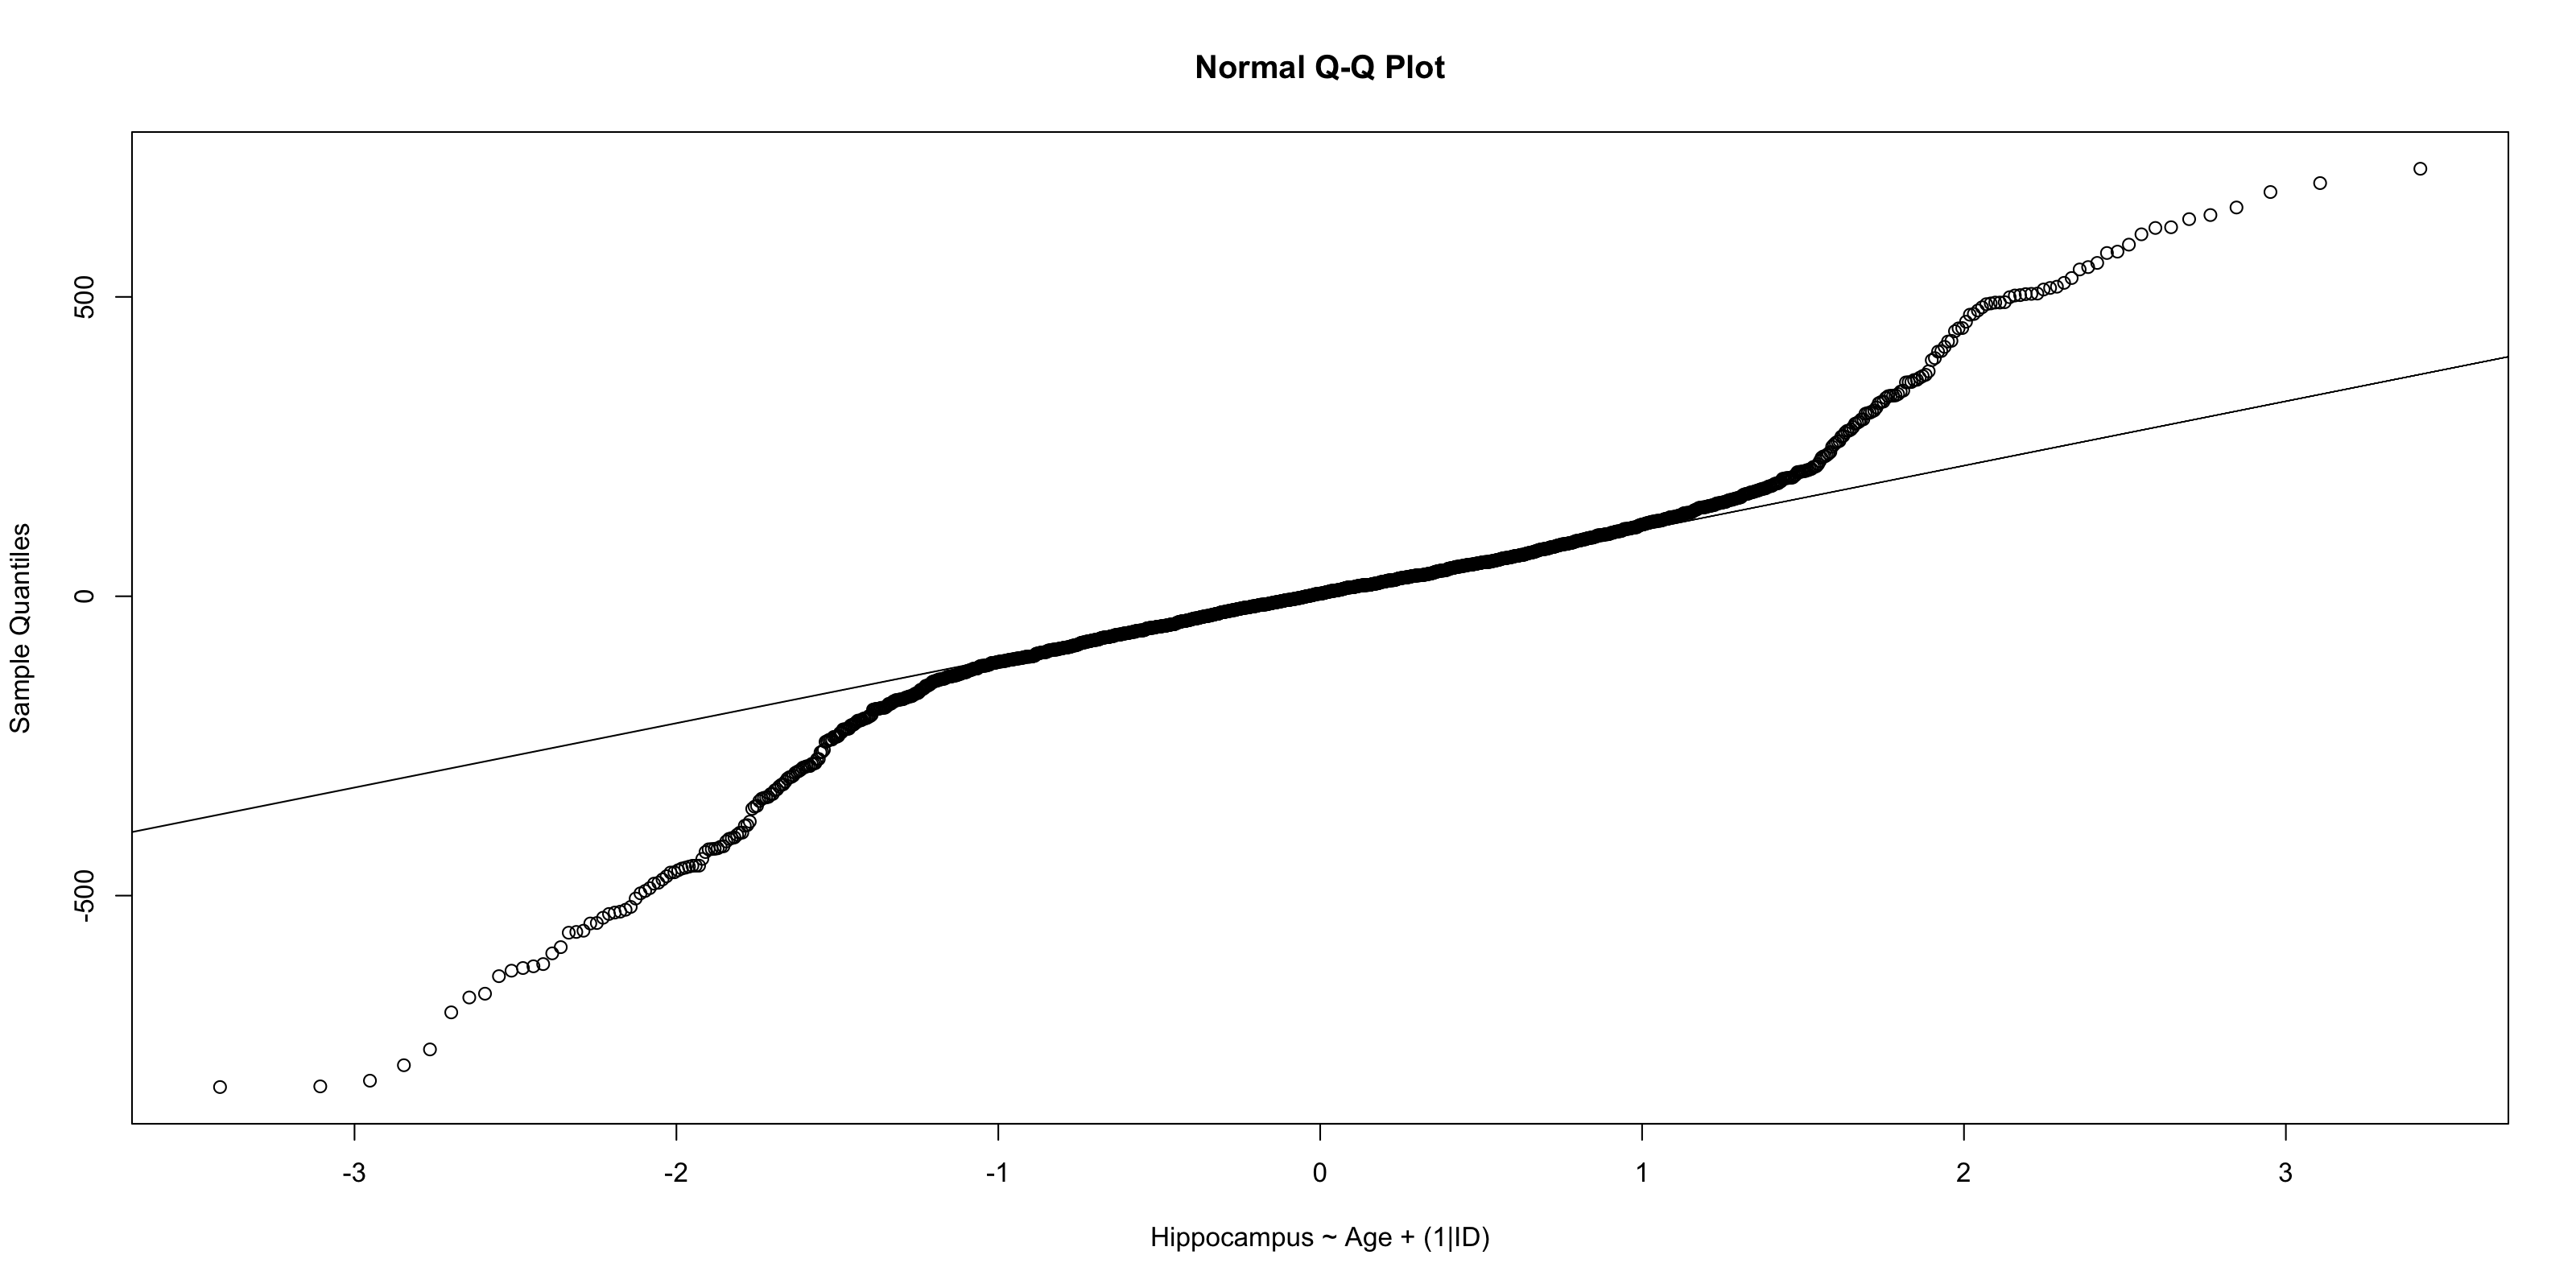 Normal Q-Q Plot
Sample Quantiles
500
0
-500
-3 -2 -1 0 1 2 3
Hippocampus ~ Age + (1|ID)